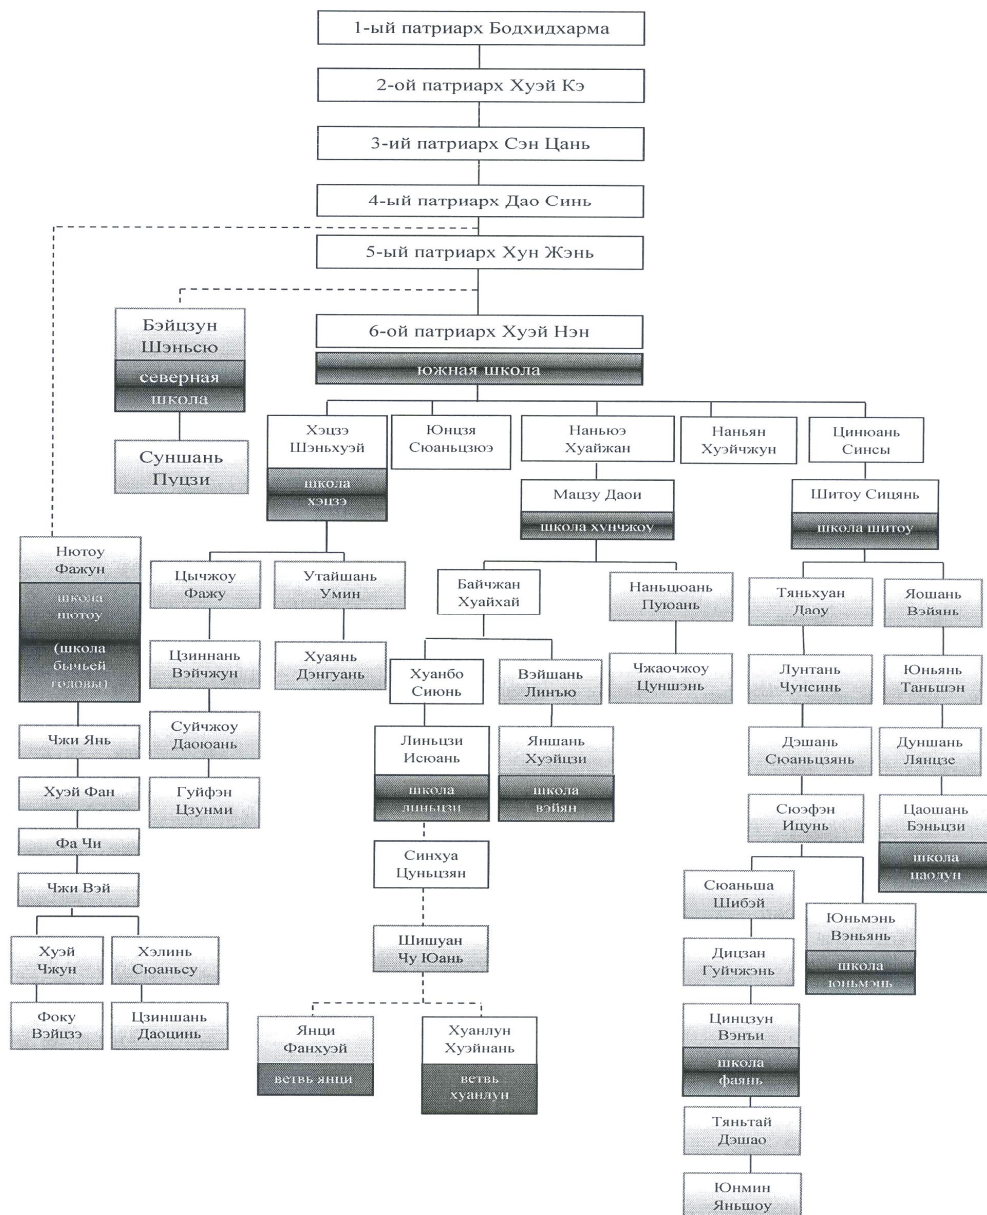 1-ый патриарх Бодхидхарма
2-ой патриарх Хуэй Кэ
3-ий патриарх Сэн Цань
4-ый патриарх Дао Синь
5-ый патриарх Хун Жэнь
Бэйцзун
Шэньсю
северная
школа
Суншань
Пуцзи
6-ой патриарх Хуэй Нэн
южная школа
Хэцзэ
Шэньхуэй
школа
хэцзэ
Юнцзя
Сюаньцзюэ
Наньюэ
Хуайжан
Наньян
Хуэйчжун
Цинюань
Синсы
Мацзу Даои
школа хунчжоу
Шитоу Сицянь
школа шитоу
Нютоу
Фажун
школа
нютоу
(школа
бычьей
головы)
Чжи Янь
Хуэй Фан
Фа Чи
Чжи Вэй
Хуэй
Чжун
Фоку
Вэйцзэ
Хэлинь
Сюаньсу
Цзиншань
Даоцинь
Цычжоу
Фажу
Цзиннань
Вэйчжун
Суйчжоу
Даоюань
Гуйфэн
Цзунми
Утайшань
Умин
Хуаянь
Дэнгуань
Байчжан
Хуайхай
Хуанбо
Сиюнь
Линьцзи
Исюань
школа
линьцзи
Синхуа
Цуньцзян
Шишуан
Чу Юань
Янци
Фанхуэй
ветвь янци
Хуанлун
Хуэйнань
ветвь
хуанлун
Вэйшань
Линъю
Яншань
Хуэйцзи
школа
вэйян
Наньцюань
Пуюань
Чжаочжоу
Цуншэнь
Тяньхуан
Даоу
Лунтань
Чунсинь
Дэшань
Сюаньцзянь
Сюэфэн
Ицунь
Сюаньша
Шибэй
Дицзан
Гуйчжэнь
Цинцзун
Вэнъи
школа
фаянь
Тяньтай
Дэшао
Юнмин
Яньшоу
Юньмэнь
Вэньянь
школа
юньмэнь
Яошань
Вэйянь
Юньянь
Таньшэн
Дуншань
Лянцзе
Цаошань
Бэньцзи
школа
цаолун